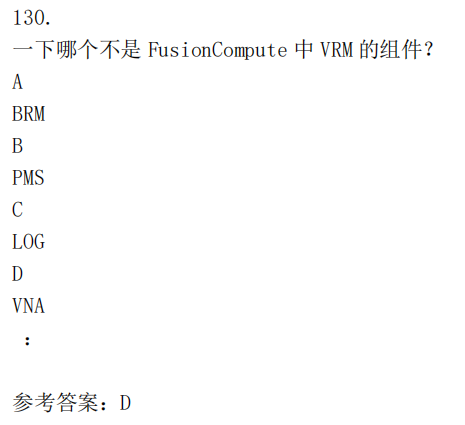 130.
一下哪个不是 FusionCompute 中 VRM 的组件?
A
BRM
B
PMS
C
LOG
D
VNA
:
参考答案: D